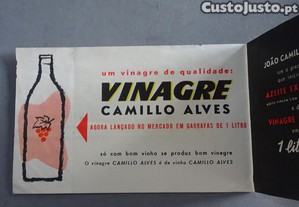 CustoJusto.pt
um vinagre de qualidade:
VINAGRE
CAMILLO ALVES
AGORA LANÇADO NO MERCADO EM GARRAFAS DE 1 LITRO
só com bom vinho se produz bom vinagre
O vinagre CAMILLO ALVES é de vinho CAMILLO ALVES
JOÃO CAMILLO
AZEITE EX
VINAGRE
1 lit